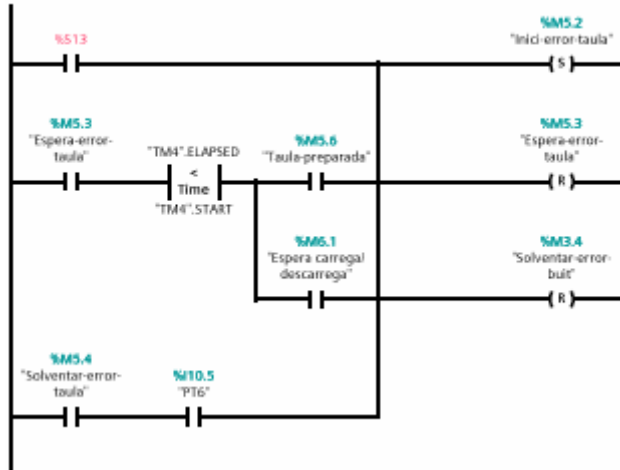 %S13
%M5.2
"Inici-error-taula"
( S )
%M5.3
"Espera-error-
taula"
"TM4".ELAPSED
<
Time
"TM4".START
%M5.6
"Taula-preparada"
%M5.3
"Espera-error-
taula"
( R )
%M6.1
"Espera carrega/
descarrega"
%M3.4
"Solventar-error-
buit"
( R )
%M5.4
"Solventar-error-
taula"
%I10.5
"PT6"